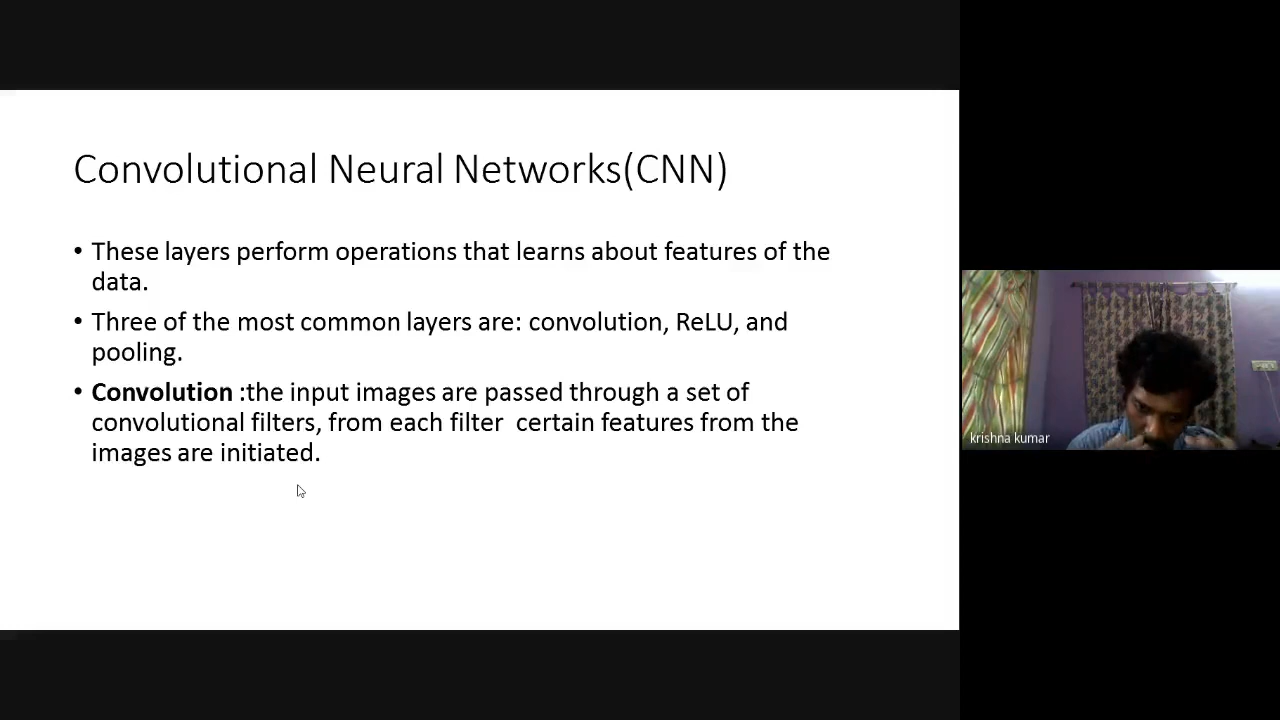 Convolutional Neural Networks(CNN)
• These layers perform operations that learns about features of the
data.
• Three of the most common layers are: convolution, ReLU, and
pooling.
• Convolution :the input images are passed through a set of
convolutional filters, from each filter  certain features from the
images are initiated.
krishna kumar